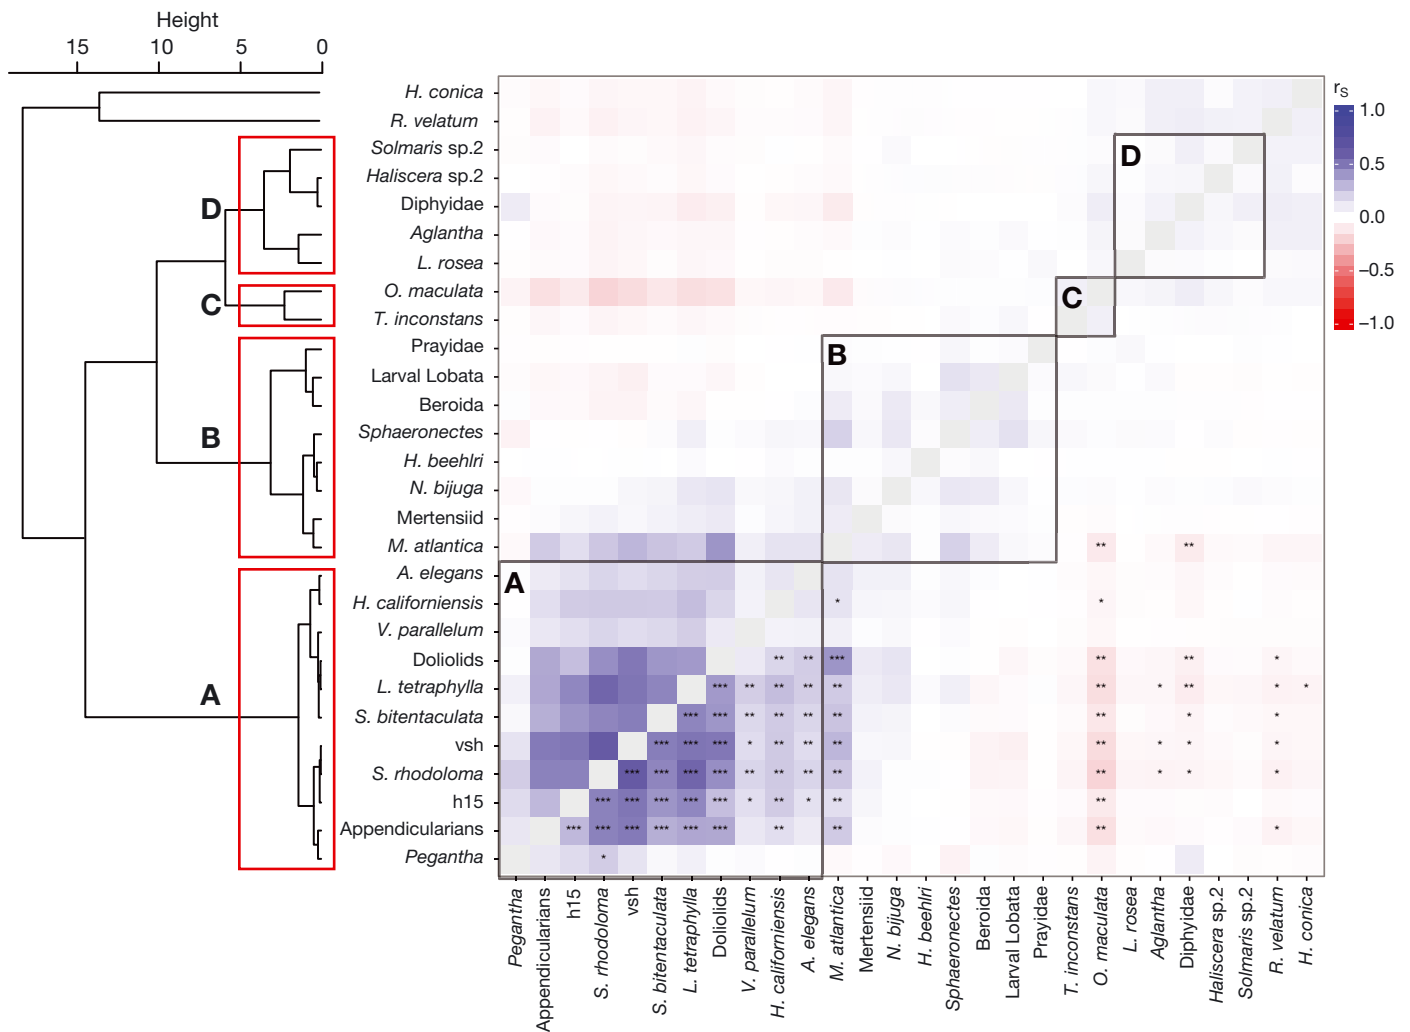 Height
15 10 5 0
H. conica
R. velatum
Solmaris sp.2
Haliscera sp.2
Diphyidae
Aglantha
L. rosea
O. maculata
T. inconstans
Prayidae
Larval Lobata
Beroida
Sphaeronectes
H. beehlri
N. bijuga
Mertensiid
M. atlantica
A. elegans
H. californiensis
V. parallelum
Doliolids
L. tetraphylla
S. bitentaculata
vsh
S. rhodoloma
h15
Appendicularians
Pegantha
D
C
B
A
D
C
B
A
* *
** **
** ** *** ** ** *
*** ** ** ** ** ** * ** * *
*** *** ** ** ** ** ** * *
*** *** *** * ** ** ** ** * * *
*** *** *** *** ** ** ** ** ** * * *
*** *** *** *** *** * ** * ** **
*** *** *** *** *** *** ** ** ** *
*
Pegantha
Appendicularians
h15
S. rhodoloma
vsh
S. bitentaculata
L. tetraphylla
Doliolids
V. parallelum
H. californiensis
A. elegans
M. atlantica
Mertensiid
N. bijuga
H. beehlri
Sphaeronectes
Beroida
Larval Lobata
Prayidae
T. inconstans
O. maculata
L. rosea
Aglantha
Diphyidae
Haliscera sp.2
Solmaris sp.2
R. velatum
H. conica
rS
1.0
0.5
0.0
−0.5
−1.0